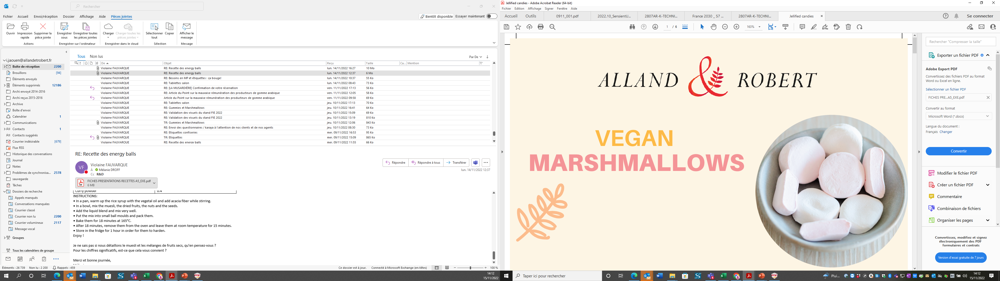 Rechercher
Fichier Accueil Envoi/réception Dossier Affichage Aide Pièces jointes
Bientôt disponible Essayer maintenant
Ouvrir Impression rapide Supprimer la pièce jointe Enregistrer sous Enregistrer toutes les pièces jointes Charger Charger toutes les pièces jointes Sélectionner tout Copier Afficher le message
Actions Enregistrer sur l'ordinateur Enregistrer dans le cloud Sélection Message
i.jaouen@allandetrobert.fr
Boîte de réception 2200
Brouillons [94]
Éléments envoyés
Éléments supprimés 12186
Archi envoyé 2014-2016
Archi reçus 2015-2016
Archive
Boîte d'envoi
Calendrier 1
Communications
Contacts 1
Contacts suggérés
Courrier indésirable [679]
Flux RSS
Historique des conversations
Journal
Notes
Problèmes de synchronisa... 2578
sauvegarde
Tâches
Dossiers de recherche
Appels manqués
Conversations manquées
Courrier classé
Courrier non lu 2200
Courrier volumineux 2117
Message vocal
Groupes
Tous les calendriers de groupe
Tous Non lus Par De
De Objet Reçu Taille Ca... Mention
Violaine FAUVARQUE RE: Recette des energy balls lun. 14/11/2022 16:27 10 Mo
Violaine FAUVARQUE RE: Recette des energy balls lun. 14/11/2022 12:37 6 Mo
Violaine FAUVARQUE RE: Besoins en MP et étiquettes : ça bouge! lun. 14/11/2022 10:37 55 Ko
Violaine FAUVARQUE RE: Tablettes salon lun. 14/11/2022 08:43 73 Ko
Violaine FAUVARQUE RE: [LA MUSARDIÈRE] Confirmation de votre réservation ven. 11/11/2022 17:13 56 Ko
Violaine FAUVARQUE RE: Article du Point sur la mauvaise rémunération des producteurs de gomme arabique ven. 11/11/2022 12:05 58 Ko
Violaine FAUVARQUE Article du Point sur la mauvaise rémunération des producteurs de gomme arabique ven. 11/11/2022 09:58 69 Ko
Violaine FAUVARQUE RE: Tablettes salon jeu. 10/11/2022 17:13 70 Ko
Violaine FAUVARQUE RE: Gummies et Marshmallows jeu. 10/11/2022 16:41 64 Ko
Violaine FAUVARQUE RE: Validation des visuels du stand FIE 2022 jeu. 10/11/2022 15:09 69 Ko
Violaine FAUVARQUE RE: Validation des visuels du stand FIE 2022 jeu. 10/11/2022 13:19 810 Ko
Violaine FAUVARQUE TR: Gummies et Marshmallows jeu. 10/11/2022 12:06 843 Ko
Violaine FAUVARQUE RE: Envoi des questionnaires / karaya à l'attention de nos clients et de nos agents jeu. 10/11/2022 08:30 73 Ko
Violaine FAUVARQUE RE: Etiquettes confiseries mer. 09/11/2022 16:53 95 Ko
Violaine FAUVARQUE TR: Etiquettes mer. 09/11/2022 15:09 865 Ko
Violaine FAUVARQUE RE: Recette des energy balls mer. 09/11/2022 11:55 66 Ko
RE: Recette des energy balls
VF
Violaine FAUVARQUE
À Mélanie DROFF
Cc R&D
Répondre Répondre à tous Transférer
lun. 14/11/2022 12:37
FICHES PRESENTATIONS RECETTES A5_EXE.pdf
6 MB
Curry powder 0.4
INSTRUCTIONS:
• In a pan, warm up the rice syrup with the vegetal oil and add acacia fiber while stirring.
• In a bowl, mix the muesli, the dried fruits, the nuts and the seeds.
• Add the liquid blend and mix very well.
• Put the mix into small ball moulds and pack them.
• Bake them for 18 minutes at 165°C.
• After 18 minutes, remove them from the oven and leave them at room temperature for 15 minutes.
• Store in the fridge for 1 hour in order for them to harden.
Enjoy !
Je ne sais pas si nous détaillons le muesli et les mélanges de fruits secs, qu'en pensez-vous ?
Pour les chiffres significatifs, est-ce que cela vous convient ?
Merci et bonne journée,
Éléments : 26 739 Non lu : 2 200 Rappels : 459
Ce dossier est à jour. Connecté à Microsoft Exchange (en-têtes) 100 %
14:12
15/11/2022
Jellified candies - Adobe Acrobat Reader (64-bit)
Fichier Edition Affichage Signer Fenêtre Aide
Accueil Outils 0911_001.pdf 2022.10_SensientU... 2807AR-K-TECHNI... France 2030 _ 57 ... 2807AR-K-TECHNI... Jellified candies
Se connecter
1 / 6 163%
ALLAND & ROBERT
VEGAN
MARSHMALLOWS
Rechercher "Compresser la taille"
Exporter un fichier PDF
Adobe Export PDF
Convertissez des fichiers PDF au format
Word ou Excel en ligne.
Sélectionner un fichier PDF
FICHES PRE...A5_EXE.pdf
Convertir au format
Microsoft Word (*.docx)
Langue du document :
Français Changer
Convertir
Modifier le fichier PDF
Créer un fichier PDF
Commentaire
Combinaison de fichiers
Organiser les pages
Convertissez, modifiez et signez
électroniquement des PDF
formulaires et contrats
Version d'essai gratuite de 7 jours
Taper ici pour rechercher
Plui...
14:12
15/11/2022